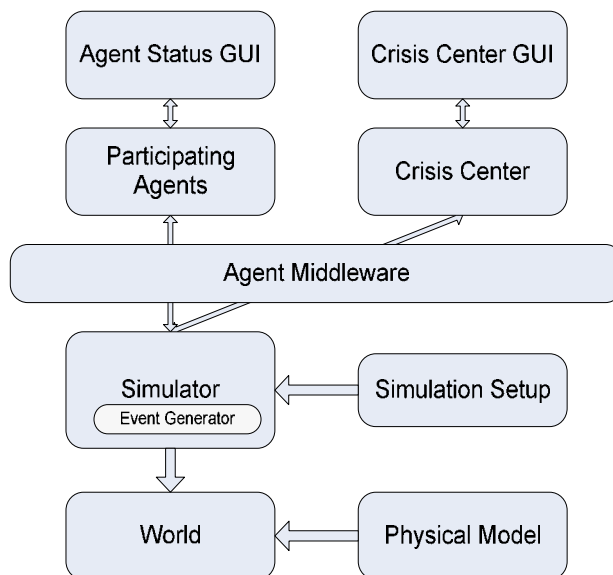 Agent Status GUI
Crisis Center GUI
Participating
Agents
Crisis Center
Agent Middleware
Simulator
Event Generator
Simulation Setup
World
Physical Model